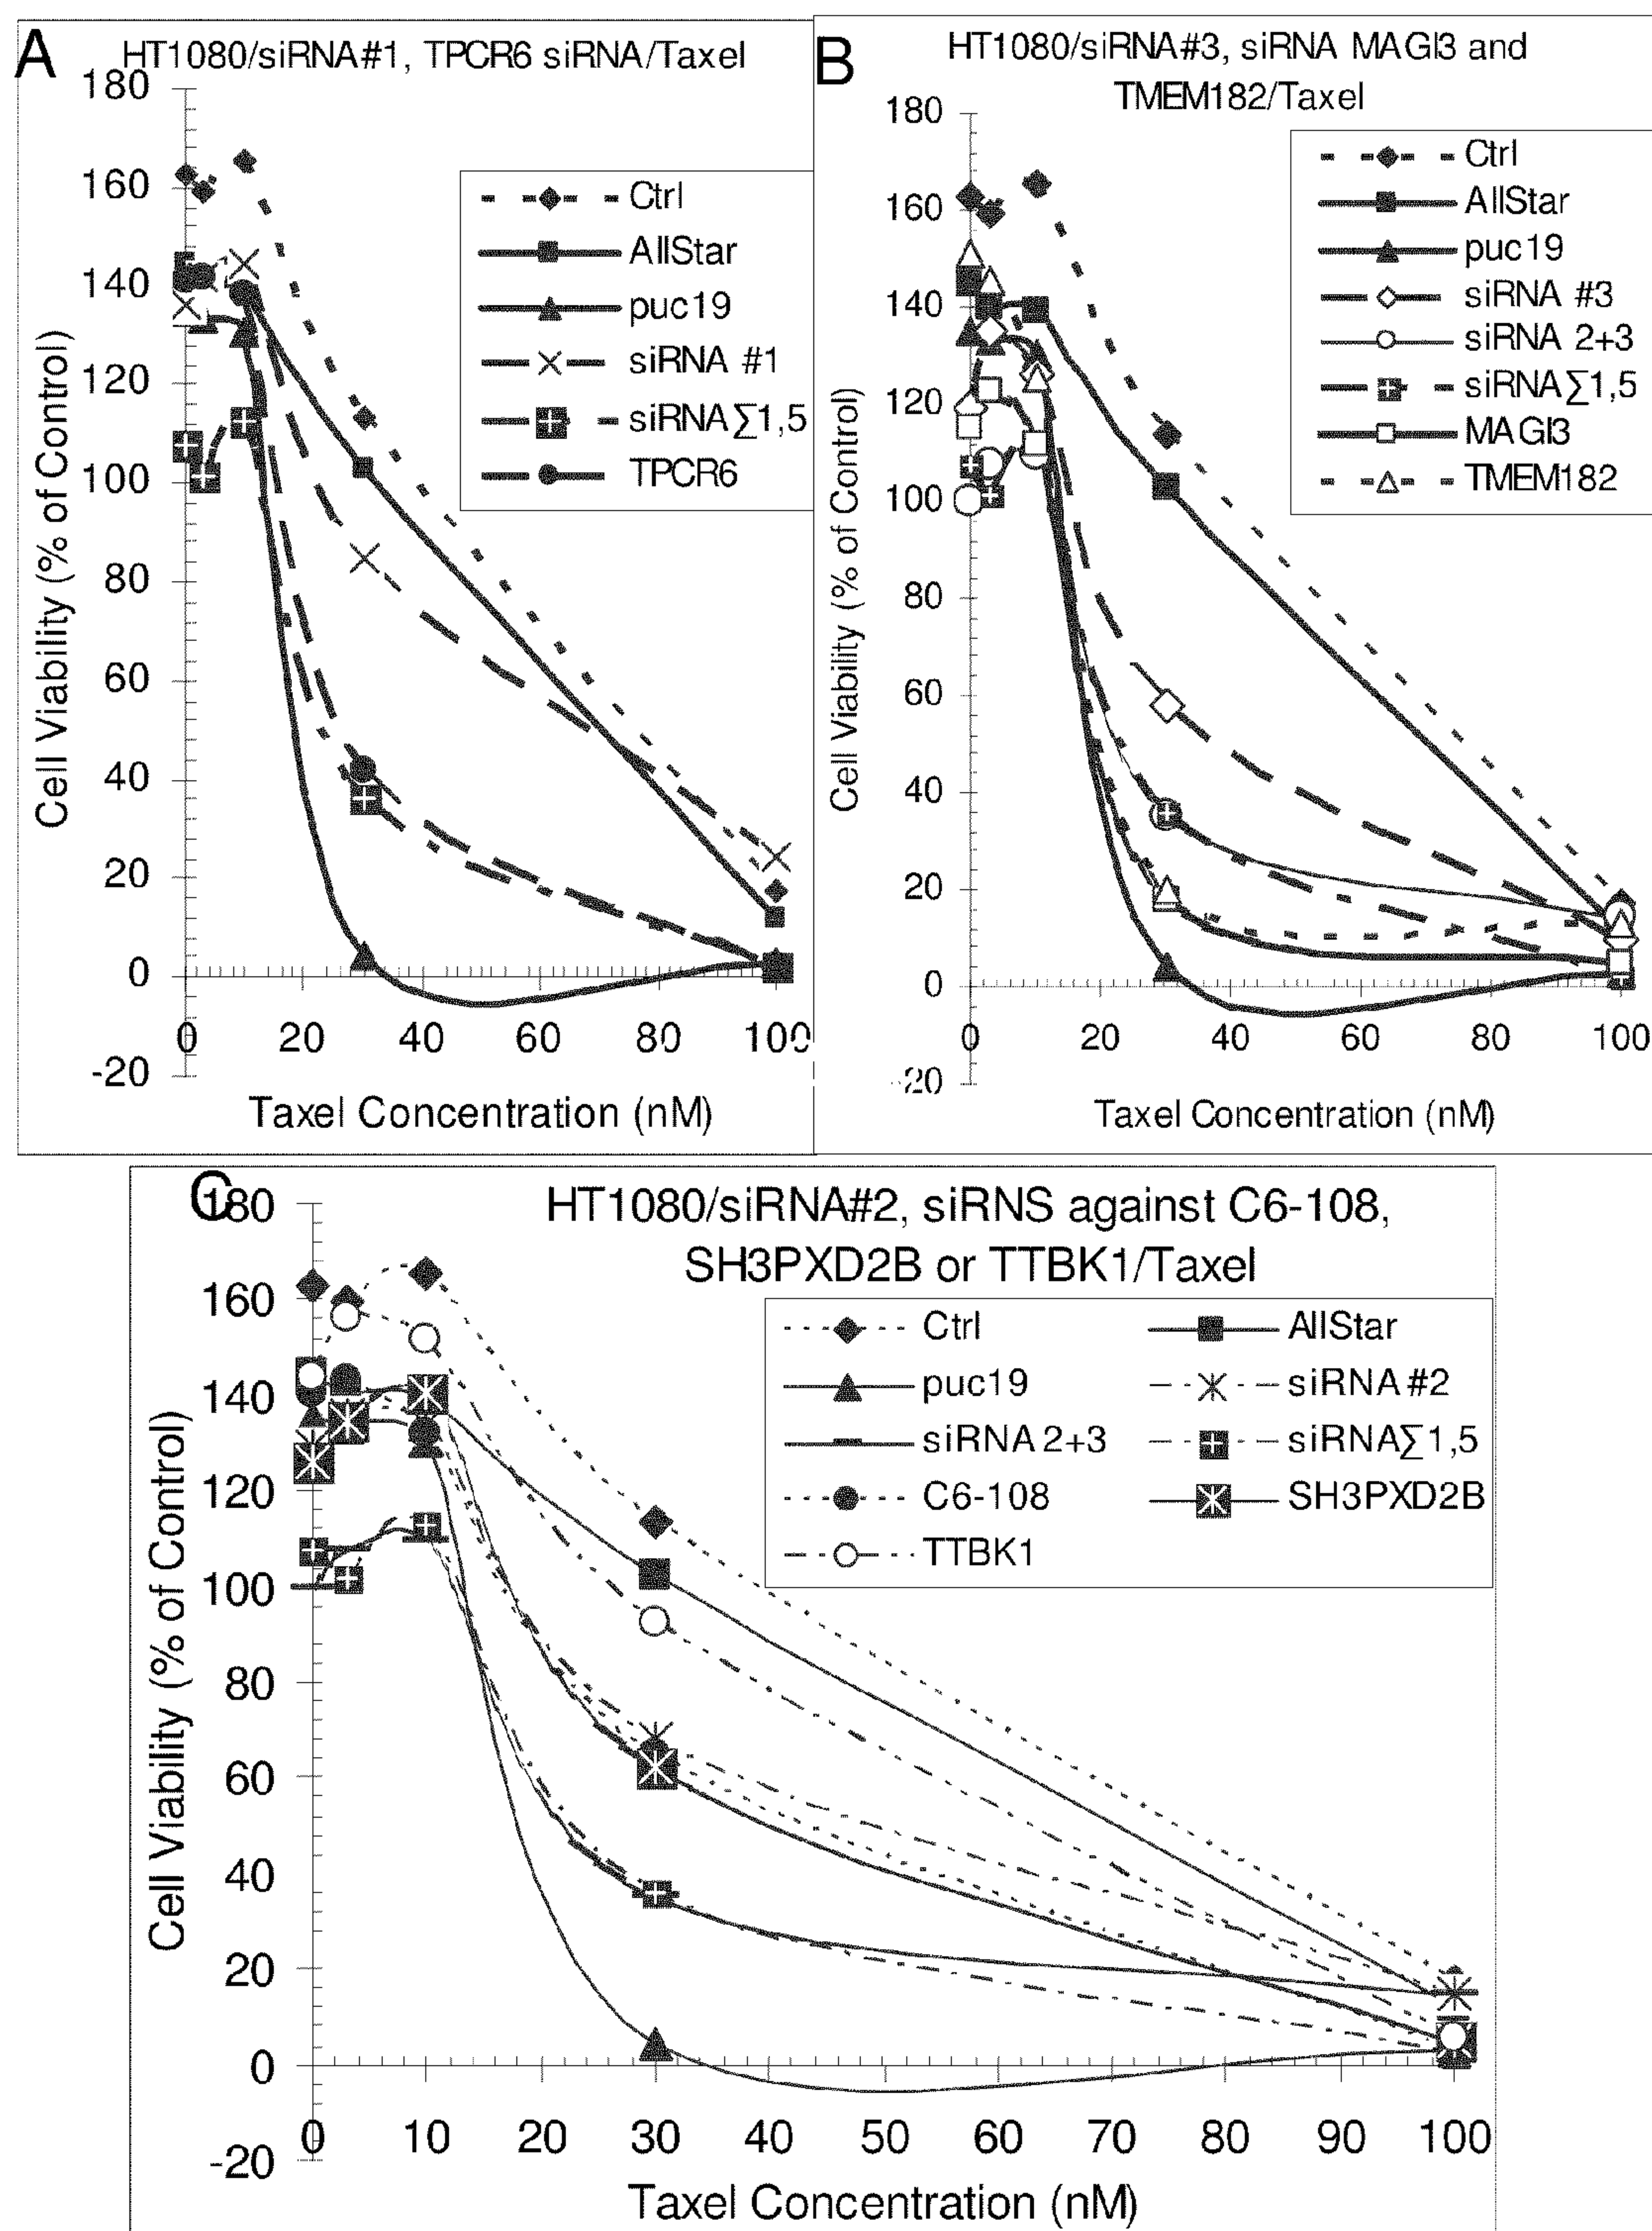 A
HT1080/siRNA#1, TPCR6 siRNA/Taxel
180
160
140
120
100
80
60
40
20
0
-20
Cell Viability (% of Control)
Ctrl
AllStar
puc19
siRNA #1
siRNA∑1,5
TPCR6
0 20 40 60 80 100
Taxel Concentration (nM)
B
HT1080/siRNA#3, siRNA MAGI3 and
TMEM182/Taxel
180
160
140
120
100
80
60
40
20
0
-20
Cell Viability (% of Control)
Ctrl
AllStar
puc19
siRNA #3
siRNA 2+3
siRNA∑1,5
MAGI3
TMEM182
0 20 40 60 80 100
Taxel Concentration (nM)
C
HT1080/siRNA#2, siRNS against C6-108,
SH3PXD2B or TTBK1/Taxel
180
160
140
120
100
80
60
40
20
0
-20
Cell Viability (% of Control)
Ctrl AllStar
puc19 siRNA #2
siRNA 2+3 siRNA∑1,5
C6-108 SH3PXD2B
TTBK1
0 10 20 30 40 50 60 70 80 90 100
Taxel Concentration (nM)